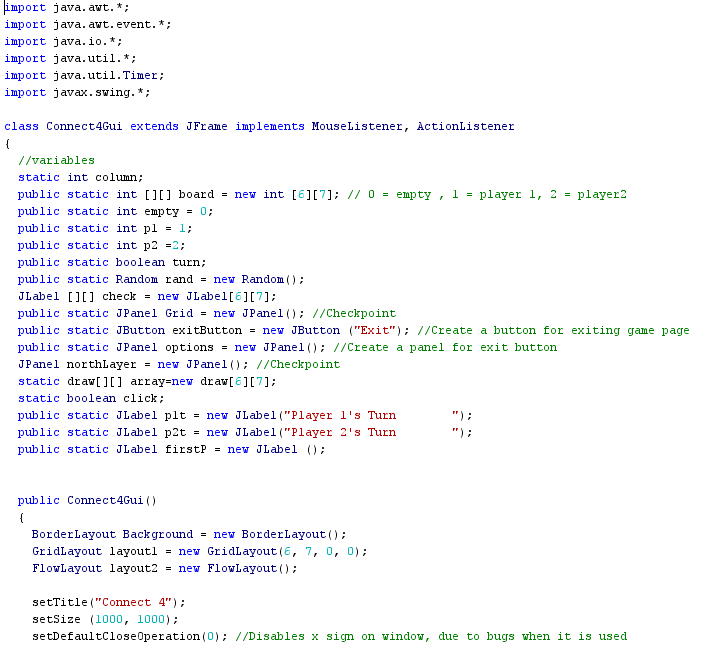 import java.awt.*;
import java.awt.event.*;
import java.io.*;
import java.util.*;
import java.util.Timer;
import javax.swing.*;

class Connect4Gui extends JFrame implements MouseListener, ActionListener
{
  //variables
  static int column;
  public static int [][] board = new int [6][7]; // 0 = empty , 1 = player 1, 2 = player2
  public static int empty = 0;
  public static int p1 = 1;
  public static int p2 =2;
  public static boolean turn;
  public static Random rand = new Random();
  JLabel [][] check = new JLabel[6][7];
  public static JPanel Grid = new JPanel(); //Checkpoint
  public static JButton exitButton = new JButton ("Exit"); //Create a button for exiting game page
  public static JPanel options = new JPanel(); //Create a panel for exit button
  JPanel northLayer = new JPanel(); //Checkpoint
  static draw[][] array=new draw[6][7];
  static boolean click;
  public static JLabel p1t = new JLabel("Player 1's Turn        ");
  public static JLabel p2t = new JLabel("Player 2's Turn        ");
  public static JLabel firstP = new JLabel ();


  public Connect4Gui()
  {
    BorderLayout Background = new BorderLayout();
    GridLayout layout1 = new GridLayout(6, 7, 0, 0);
    FlowLayout layout2 = new FlowLayout();

    setTitle("Connect 4");
    setSize (1000, 1000);
    setDefaultCloseOperation(0); //Disables x sign on window, due to bugs when it is used